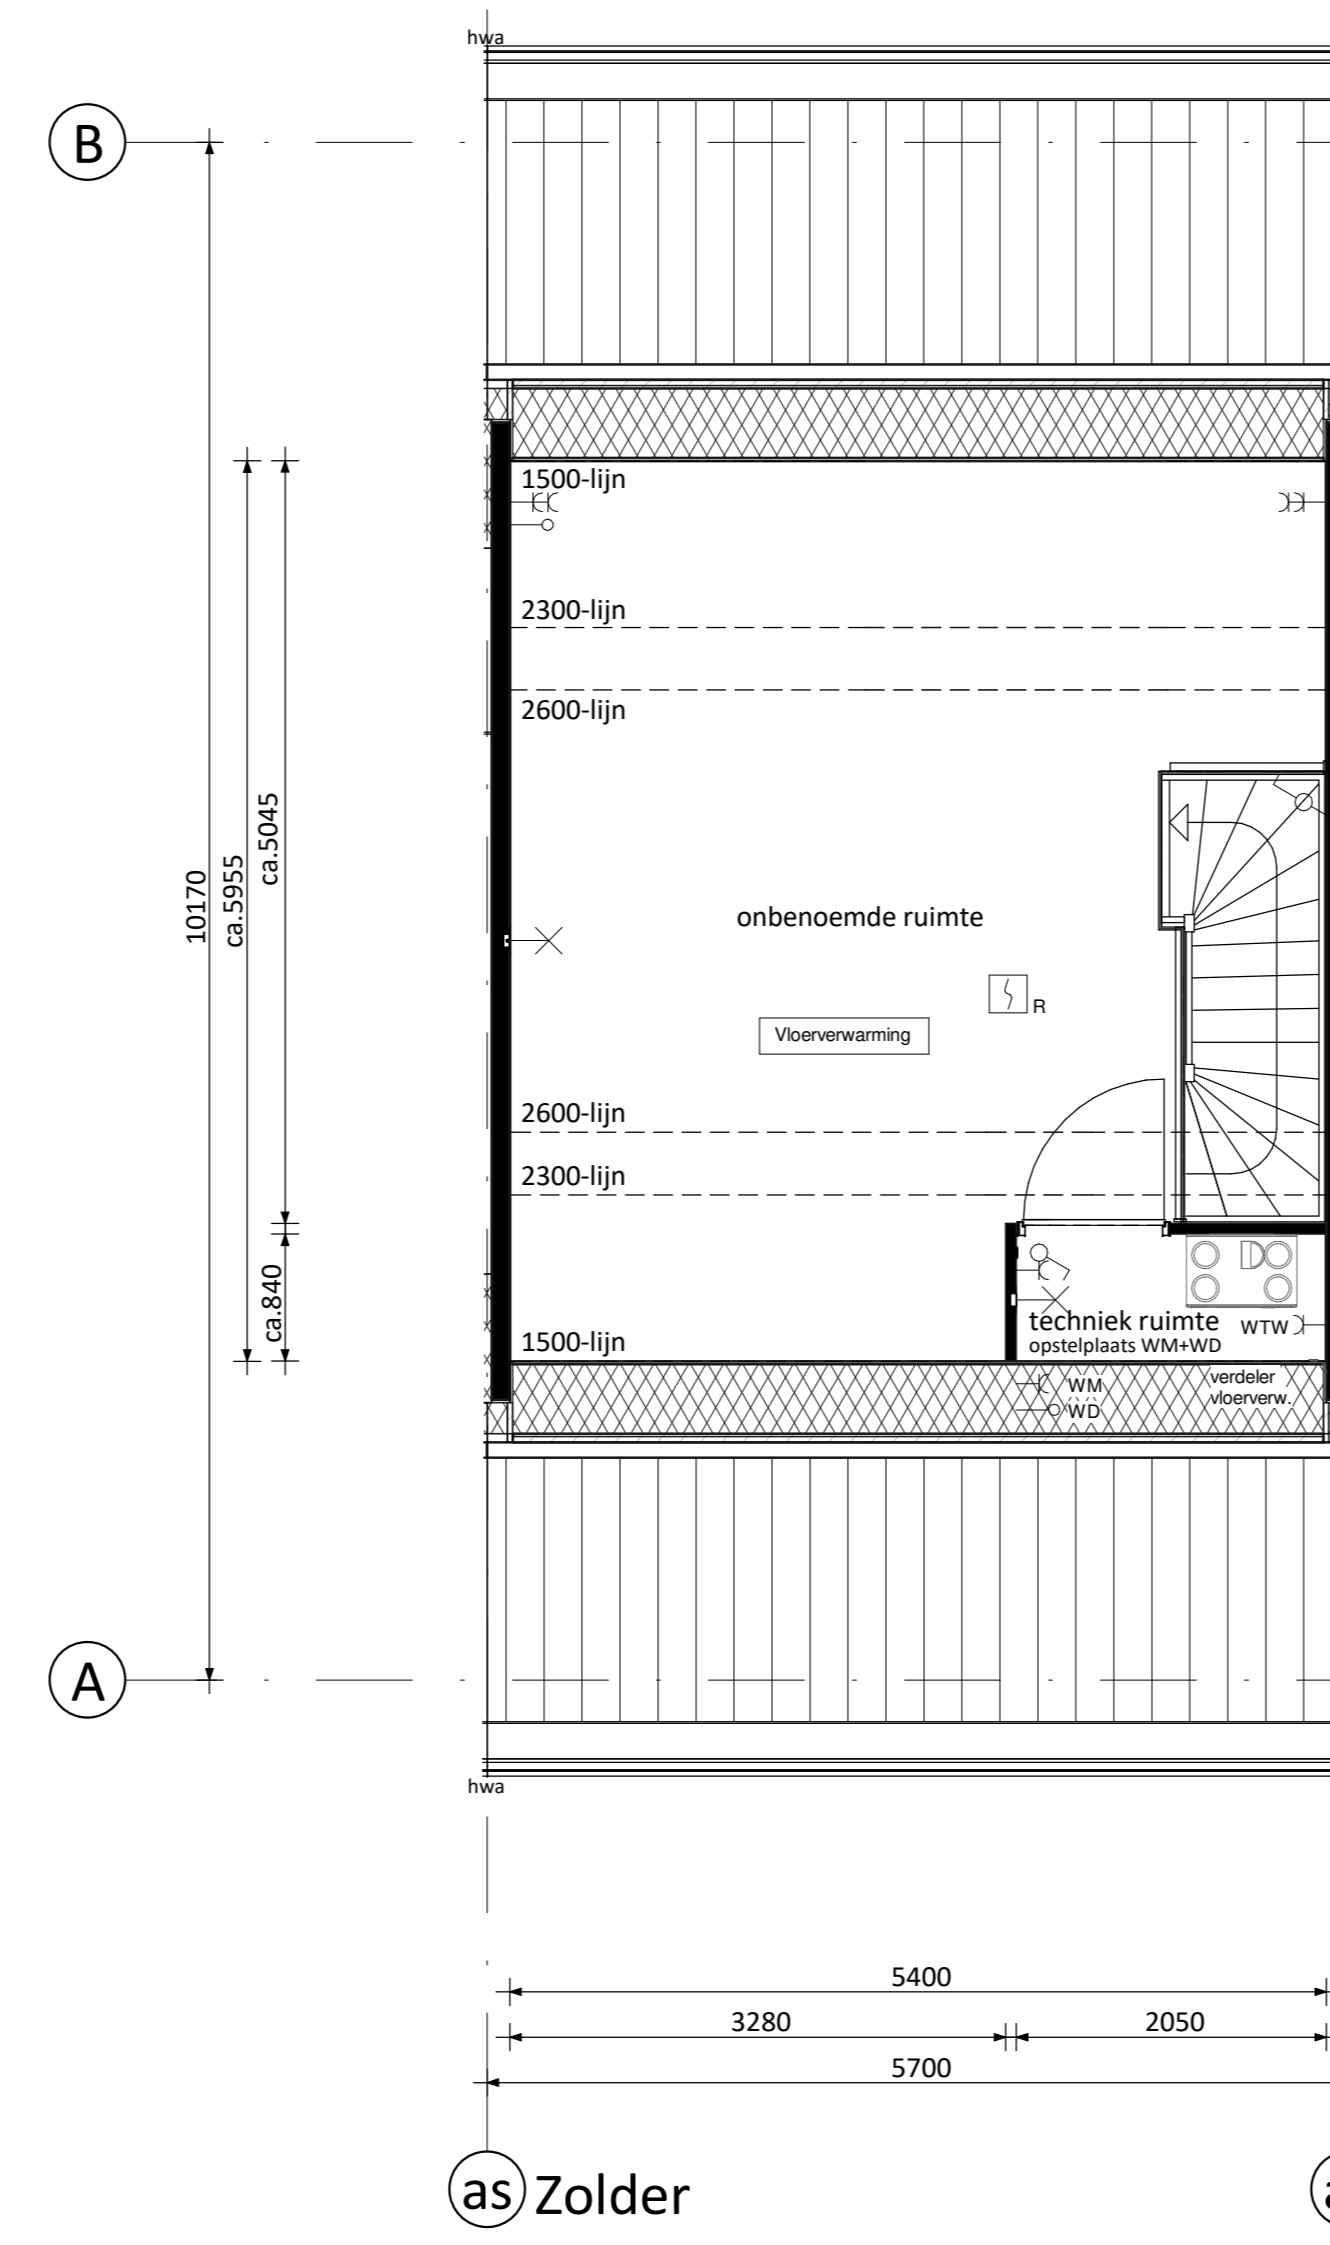 hwa
B
1500-lijn
2300-lijn
2600-lijn
10170
ca.5955
ca.5045
onbenoemde ruimte
R
Vloerverwarming
2600-lijn
2300-lijn
ca.840
1500-lijn
techniek ruimte
opstelplaats WM+WD
WTW
WM
WD
verdeler
vloerverw.
A
hwa
5400
3280
2050
5700
as
Zolder